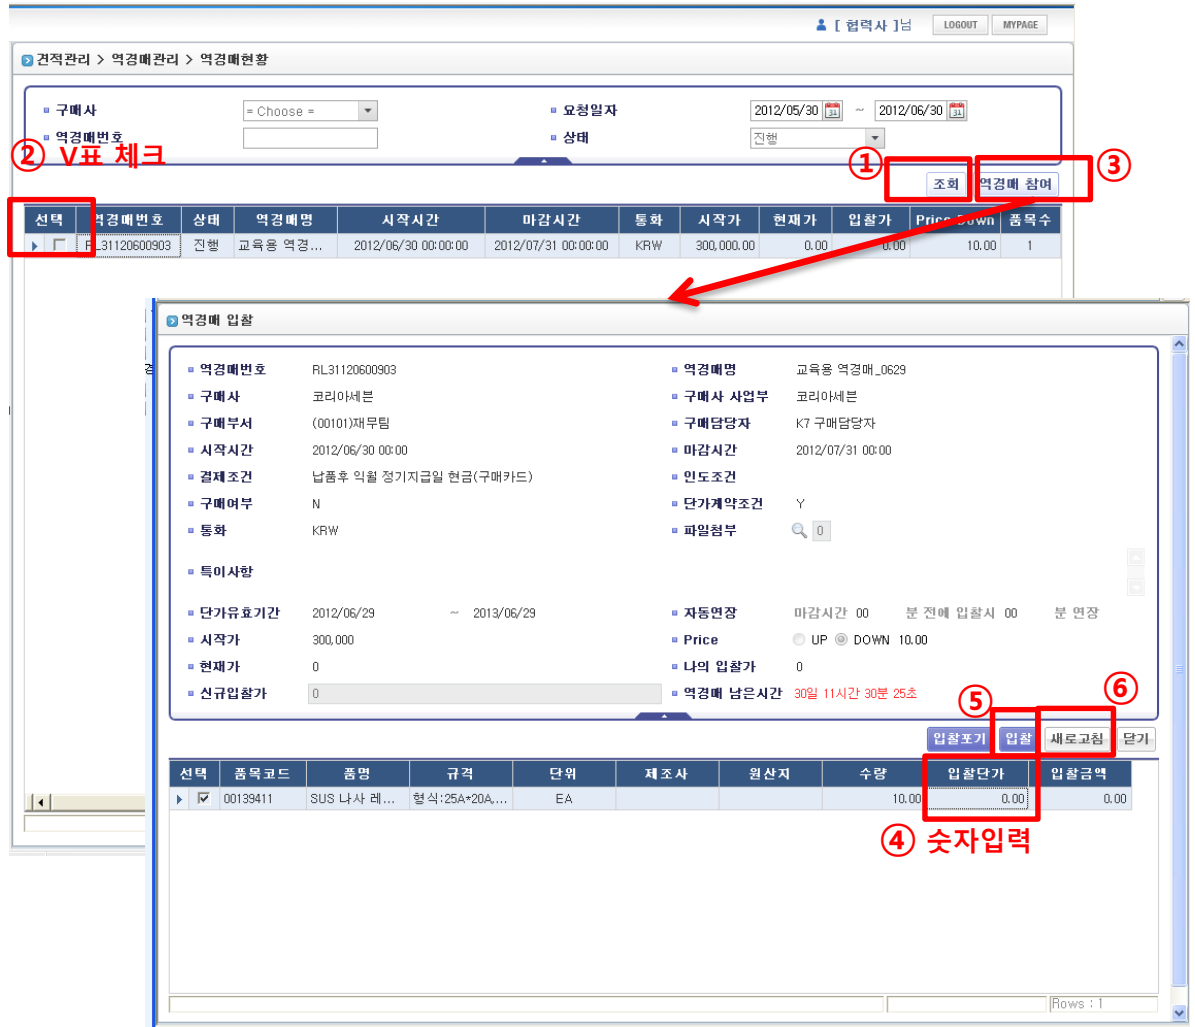 [ 협력사 ]님 LOGOUT MYPAGE
견적관리 > 역경매관리 > 역경매현황
구매사 = Choose = 요청일자 2012/05/30 ~ 2012/06/30
역경매번호 상태 진행
② V표 체크 ① ③
조회 역경매 참여
선택 역경매번호 상태 역경매명 시작시간 마감시간 통화 시작가 현재가 입찰가 Price Down 품목수
RL31120600903 진행 교육용 역경... 2012/06/30 00:00:00 2012/07/31 00:00:00 KRW 300,000.00 0.00 0.00 10.00 1
역경매 입찰
역경매번호 RL31120600903 역경매명 교육용 역경매_0629
구매사 코리아세븐 구매사 사업부 코리아세븐
구매부서 (00101)재무팀 구매담당자 K7 구매담당자
시작시간 2012/06/30 00:00 마감시간 2012/07/31 00:00
결제조건 납품후 익월 정기지급일 현금(구매카드) 인도조건
구매여부 N 단가계약조건 Y
통화 KRW 파일첨부 0
특이사항
단가유효기간 2012/06/29 ~ 2013/06/29 자동연장 마감시간 00 분 전에 입찰시 00 분 연장
시작가 300,000 Price UP DOWN 10.00
현재가 0 나의 입찰가 0
신규입찰가 0 역경매 남은시간 30일 11시간 30분 25초
⑤ ⑥
입찰포기 입찰 새로고침 닫기
선택 품목코드 품명 규격 단위 제조사 원산지 수량 입찰단가 입찰금액
00139411 SUS 나사 레... 형식:25A*20A,... EA 10.00 0.00 0.00
④ 숫자입력
Rows : 1